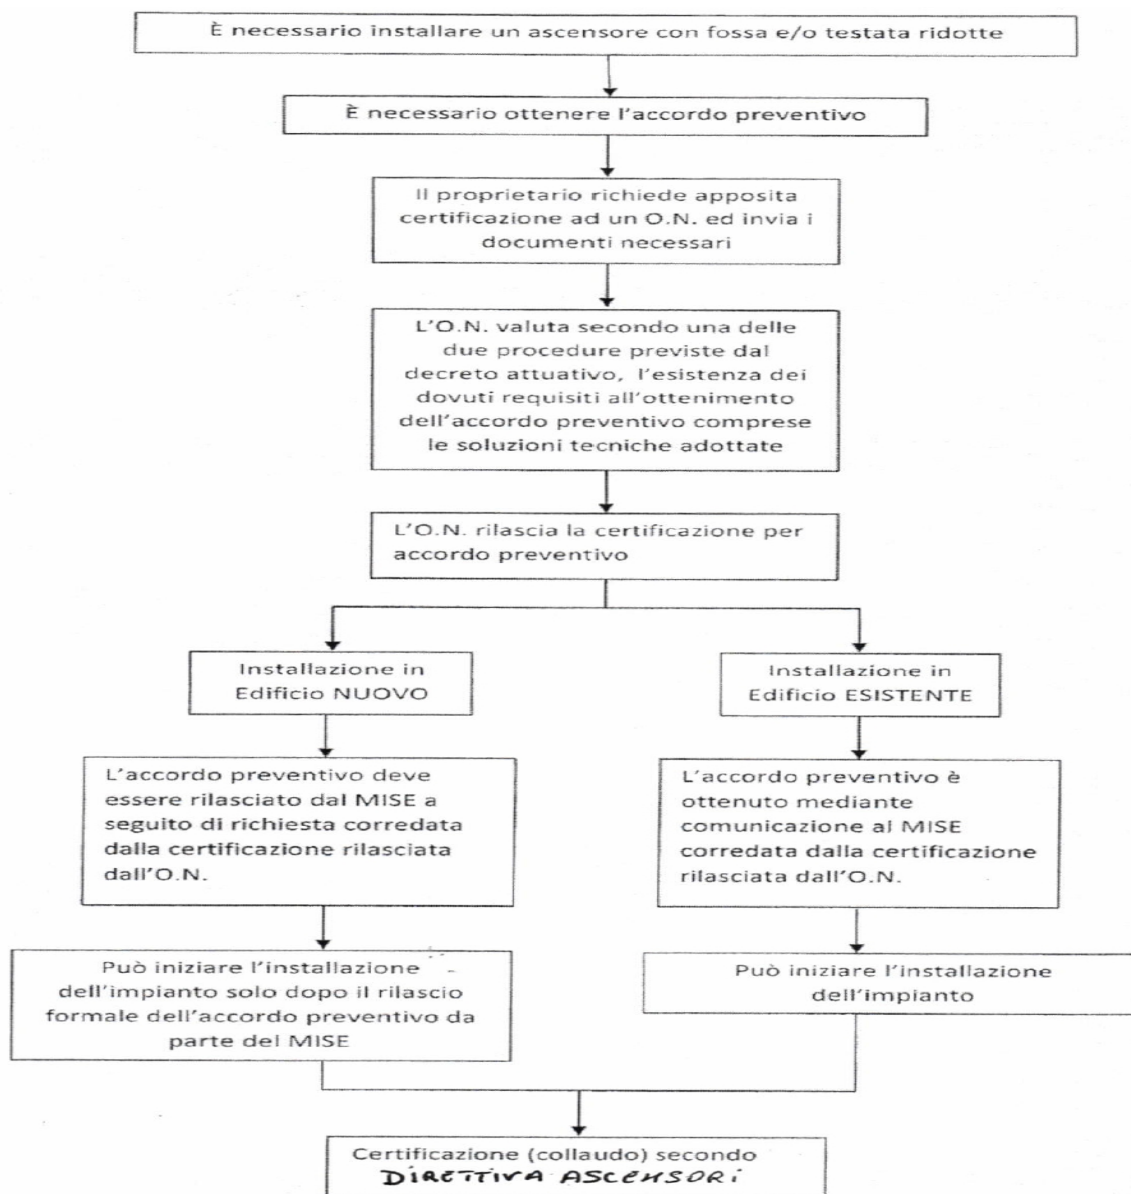 È necessario installare un ascensore con fossa e/o testata ridotte
È necessario ottenere l'accordo preventivo
Il proprietario richiede apposita
certificazione ad un O.N. ed invia i
documenti necessari
L'O.N. valuta secondo una delle
due procedure previste dal
decreto attuativo, l'esistenza dei
dovuti requisiti all'ottenimento
dell'accordo preventivo comprese
le soluzioni tecniche adottate
L'O.N. rilascia la certificazione per
accordo preventivo
Installazione in
Edificio NUOVO
Installazione in
Edificio ESISTENTE
L'accordo preventivo deve
essere rilasciato dal MISE a
seguito di richiesta corredata
dalla certificazione rilasciata
dall'O.N.
L'accordo preventivo è
ottenuto mediante
comunicazione al MISE
corredata dalla certificazione
rilasciata dall'O.N.
Può iniziare l'installazione
dell'impianto solo dopo il rilascio
formale dell'accordo preventivo da
parte del MISE
Può iniziare l'installazione
dell'impianto
Certificazione (collaudo) secondo
DIRETTIVA ASCENSORI